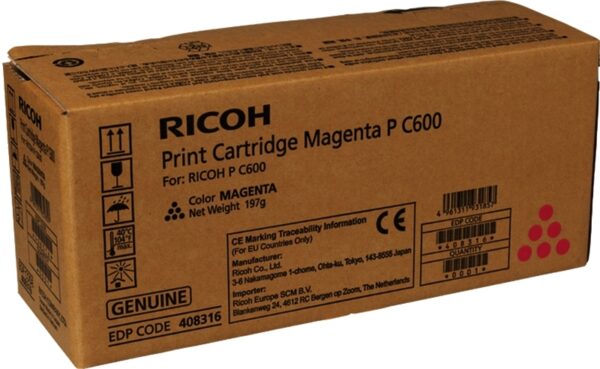 RICOH
Print Cartridge Magenta P C600
For: RICOH P C600
Color MAGENTA
Net Weight 197g
40°C
104°F
max.
GENUINE
EDP CODE 408316
CE
CE Marking Traceability Information
(For EU Countries Only)
Manufacturer:
Ricoh Co., Ltd.
3-6 Nakamagome 1-chome, Ohta-ku, Tokyo, 143-8555 Japan
Importer:
Ricoh Europe SCM B.V.
Blankenweg 24, 4612 RC Bergen op Zoom, The Netherlands
EDP CODE
*408316*
QUANTITY
*0001*